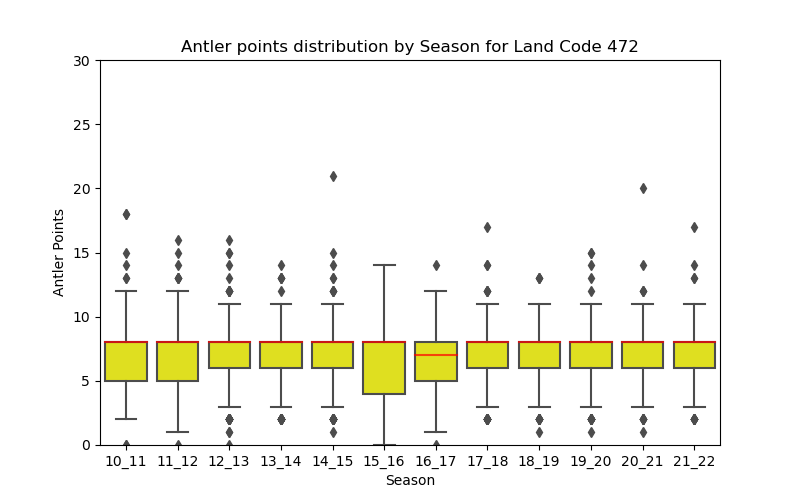 Antler points distribution by Season for Land Code 472
30
25
20
15
10
5
0
Antler Points
10_11 11_12 12_13 13_14 14_15 15_16 16_17 17_18 18_19 19_20 20_21 21_22
Season